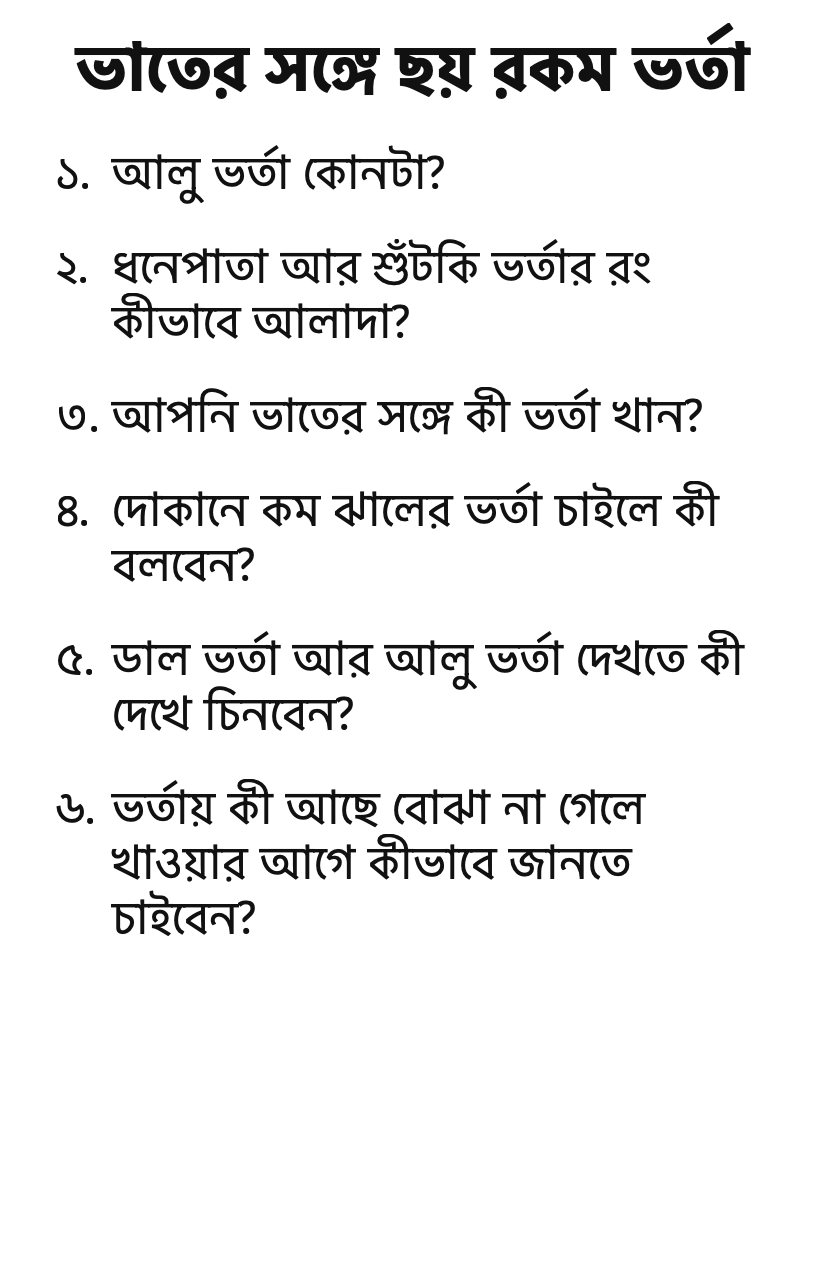 ভাতের সঙ্গে ছয় রকম ভর্তা
১. আলু ভর্তা কোনটা?
২. ধনেপাতা আর শুঁটকি ভর্তার রং
কীভাবে আলাদা?
৩. আপনি ভাতের সঙ্গে কী ভর্তা খান?
৪. দোকানে কম ঝালের ভর্তা চাইলে কী
বলবেন?
৫. ডাল ভর্তা আর আলু ভর্তা দেখতে কী
দেখে চিনবেন?
৬. ভর্তায় কী আছে বোঝা না গেলে
খাওয়ার আগে কীভাবে জানতে
চাইবেন?